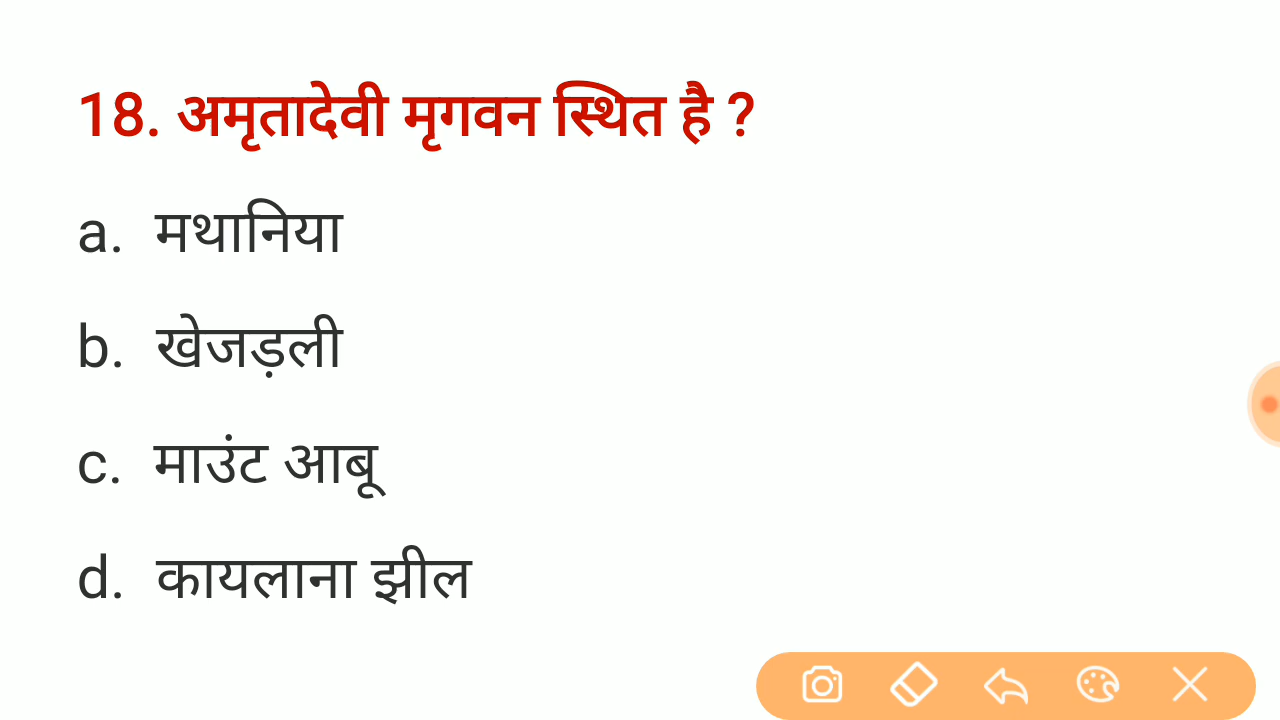 18. अमृतादेवी मृगवन स्थित है ?
a. मथानिया
b. खेजड़ली
c. माउंट आबू
d. कायलाना झील